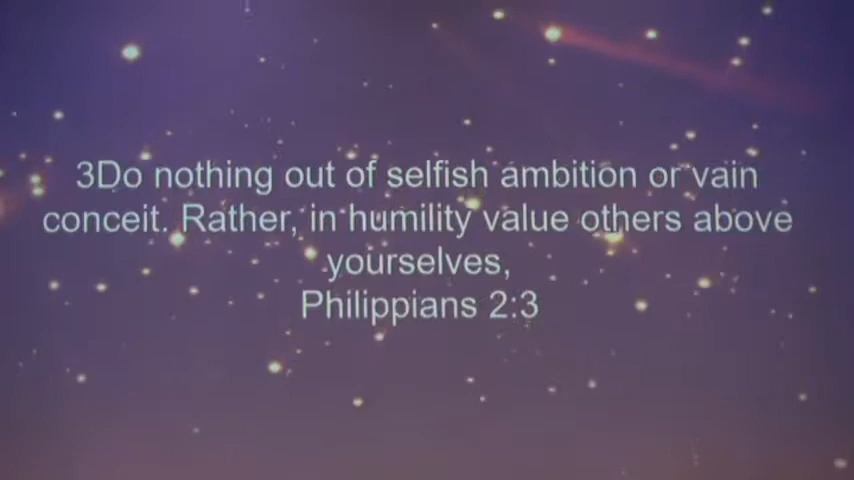 3Do nothing out of selfish ambition or vain
conceit. Rather, in humility value others above
yourselves,
Philippians 2:3